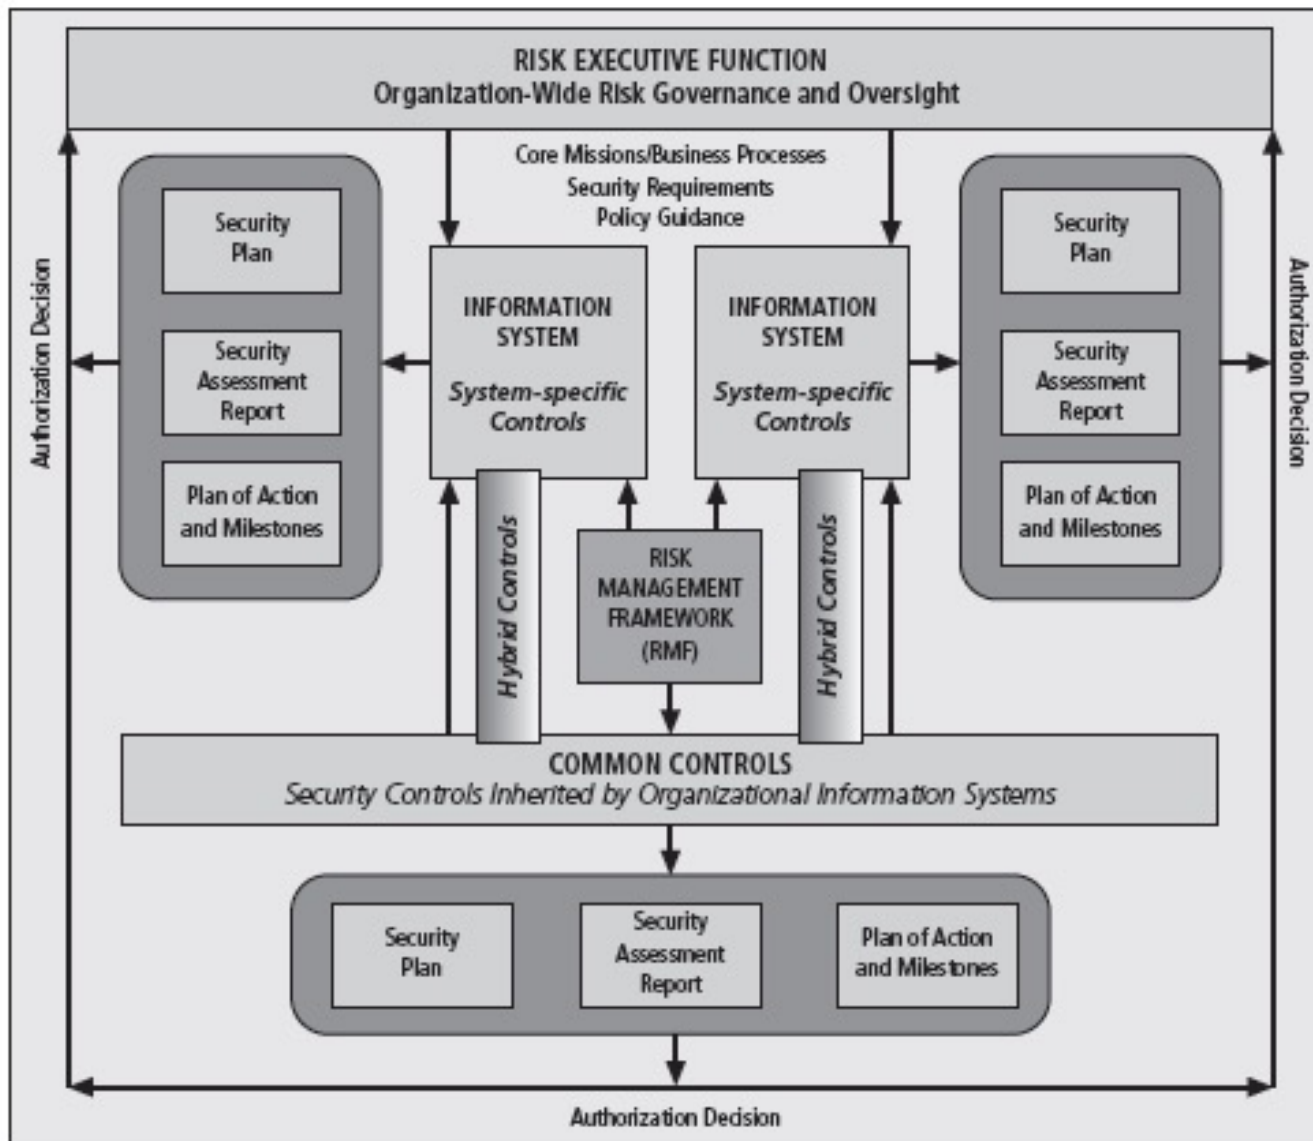 RISK EXECUTIVE FUNCTION
Organization-Wide Risk Governance and Oversight
Core Missions/Business Processes
Security Requirements
Policy Guidance
Authorization Decision
Security
Plan
Security
Assessment
Report
Plan of Action
and Milestones
INFORMATION
SYSTEM
System-specific
Controls
INFORMATION
SYSTEM
System-specific
Controls
Security
Plan
Security
Assessment
Report
Plan of Action
and Milestones
Authorization Decision
Hybrid Controls
RISK
MANAGEMENT
FRAMEWORK
(RMF)
Hybrid Controls
COMMON CONTROLS
Security Controls Inherited by Organizational Information Systems
Security
Plan
Security
Assessment
Report
Plan of Action
and Milestones
Authorization Decision